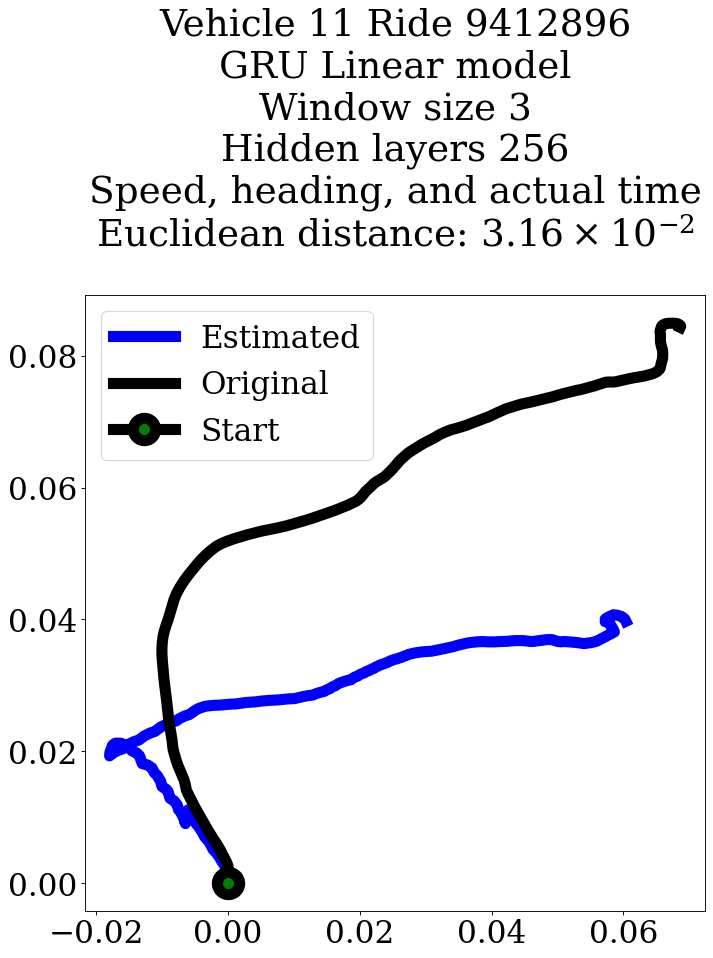 Vehicle 11 Ride 9412896
GRU Linear model
Window size 3
Hidden layers 256
Speed, heading, and actual time
Euclidean distance: 3.16 × 10⁻²
Estimated
Original
Start
0.08
0.06
0.04
0.02
0.00
−0.02 0.00 0.02 0.04 0.06